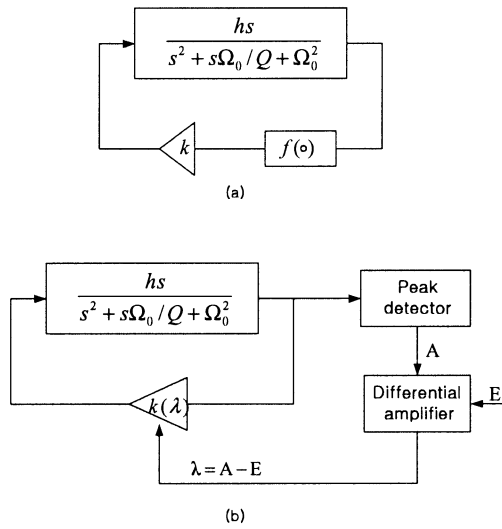 hs
s² + sΩ₀ / Q + Ω₀²
k
f(∘)
(a)
hs
s² + sΩ₀ / Q + Ω₀²
Peak
detector
A
k(λ)
Differential
amplifier
E
λ = A – E
(b)